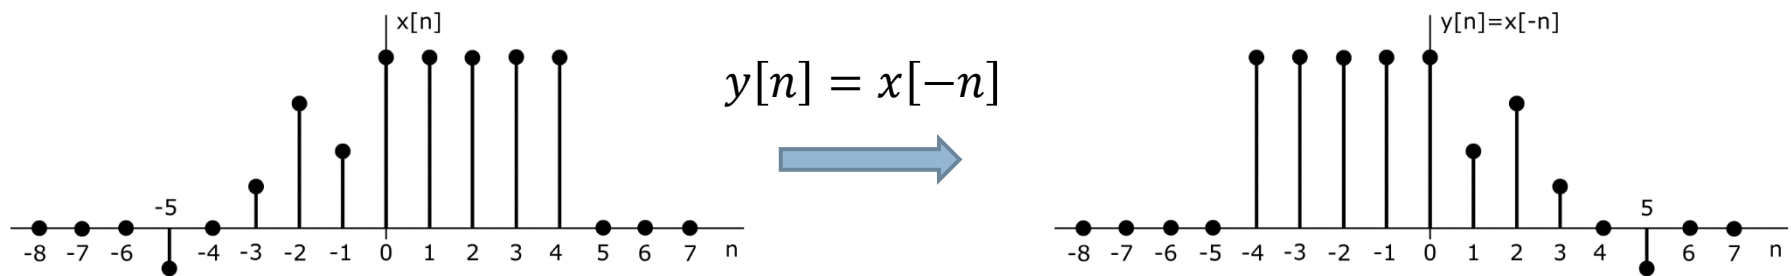 x[n]
-5
-8 -7 -6 -4 -3 -2 -1 0 1 2 3 4 5 6 7 n
y[n] = x[−n]
y[n]=x[-n]
5
-8 -7 -6 -5 -4 -3 -2 -1 0 1 2 3 4 6 7 n